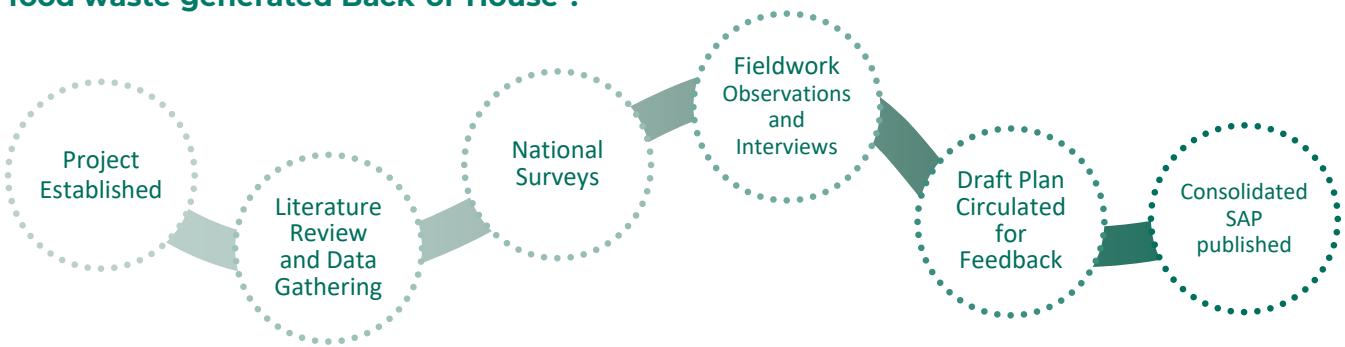 food waste generated Back-of-House".
Project
Established
Literature
Review
and Data
Gathering
National
Surveys
Fieldwork
Observations
and
Interviews
Draft Plan
Circulated
for
Feedback
Consolidated
SAP
published